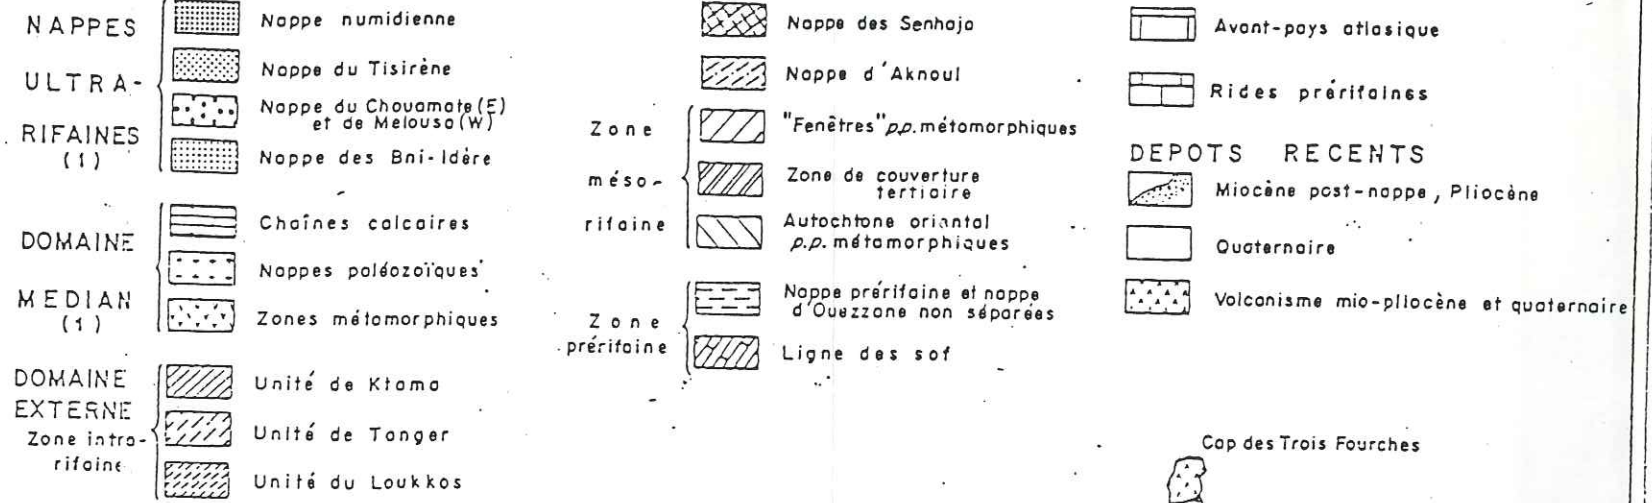 NAPPES
ULTRA-
RIFAINES
(1)
Nappe numidienne
Nappe du Tisirène
Nappe du Chouamate (E)
et de Melousa (W)
Nappe des Bni-Idère
DOMAINE
MEDIAN
(1)
Chaînes calcaires
Nappes paléozoïques
Zones métamorphiques
DOMAINE
EXTERNE
Zone intra-
rifaine
Unité de Ktama
Unité de Tanger
Unité du Loukkos
Nappe des Senhaja
Nappe d'Aknoul
Zone
méso-
rifaine
"Fenêtres" p.p. métamorphiques
Zone de couverture
tertiaire
Autochtone oriantal
p.p. métamorphiques
Zone
prérifaine
Nappe prérifaine et nappe
d'Ouezzane non séparées
Ligne des sof
Avant-pays atlasique
Rides prérifaines
DEPOTS RECENTS
Miocène post-nappe, Pliocène
Quaternaire
Volcanisme mio-pliocène et quaternaire
Cap des Trois Fourches